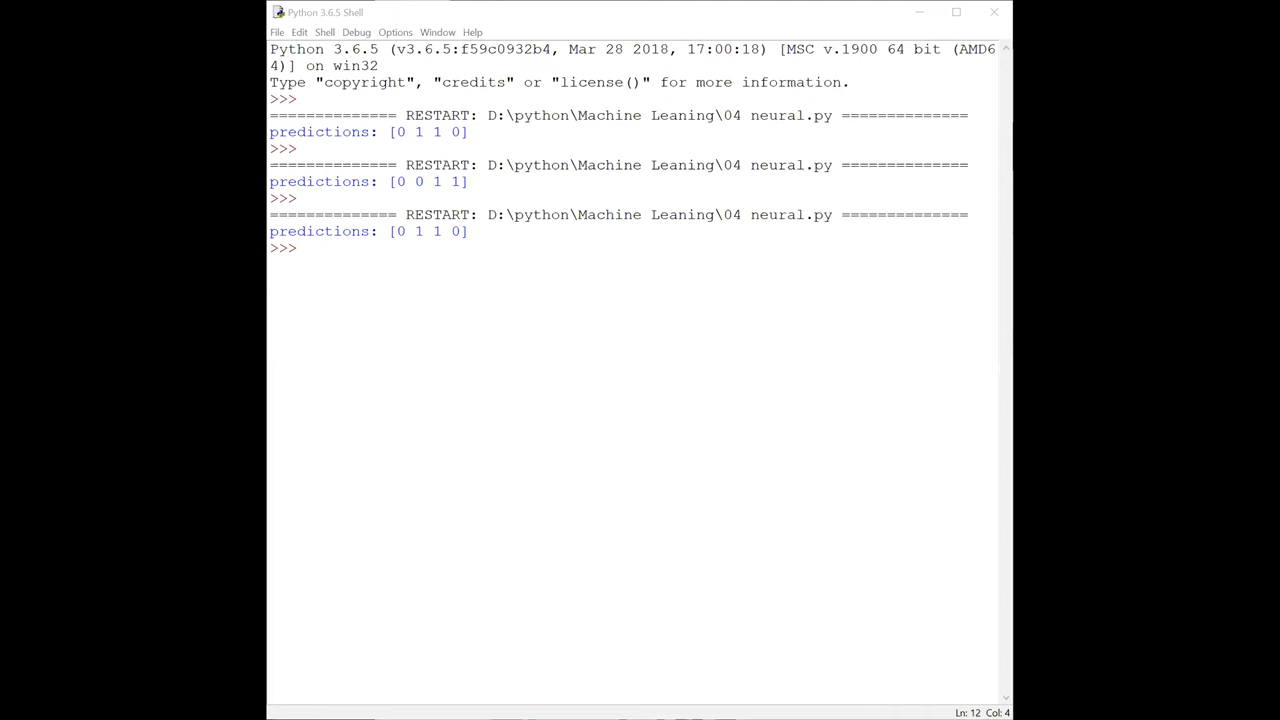 Python 3.6.5 Shell
File Edit Shell Debug Options Window Help
Python 3.6.5 (v3.6.5:f59c0932b4, Mar 28 2018, 17:00:18) [MSC v.1900 64 bit (AMD6
4)] on win32
Type "copyright", "credits" or "license()" for more information.
>>>
============== RESTART: D:\python\Machine Leaning\04 neural.py ==============
predictions: [0 1 1 0]
>>>
============== RESTART: D:\python\Machine Leaning\04 neural.py ==============
predictions: [0 0 1 1]
>>>
============== RESTART: D:\python\Machine Leaning\04 neural.py ==============
predictions: [0 1 1 0]
>>>
Ln: 12 Col: 4